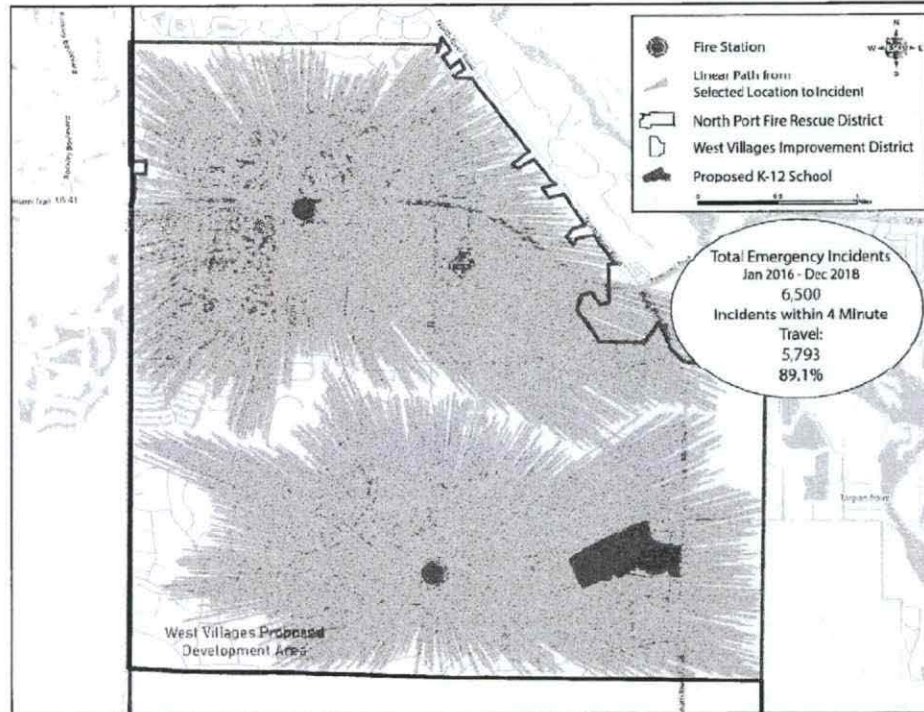 N
W
E
S
Fire Station
Linear Path from
Selected Location to Incident
North Port Fire Rescue District
West Villages Improvement District
Proposed K-12 School
Total Emergency Incidents
Jan 2016 - Dec 2018
6,500
Incidents within 4 Minute
Travel:
5,793
89.1%
West Villages Proposed
Development Area